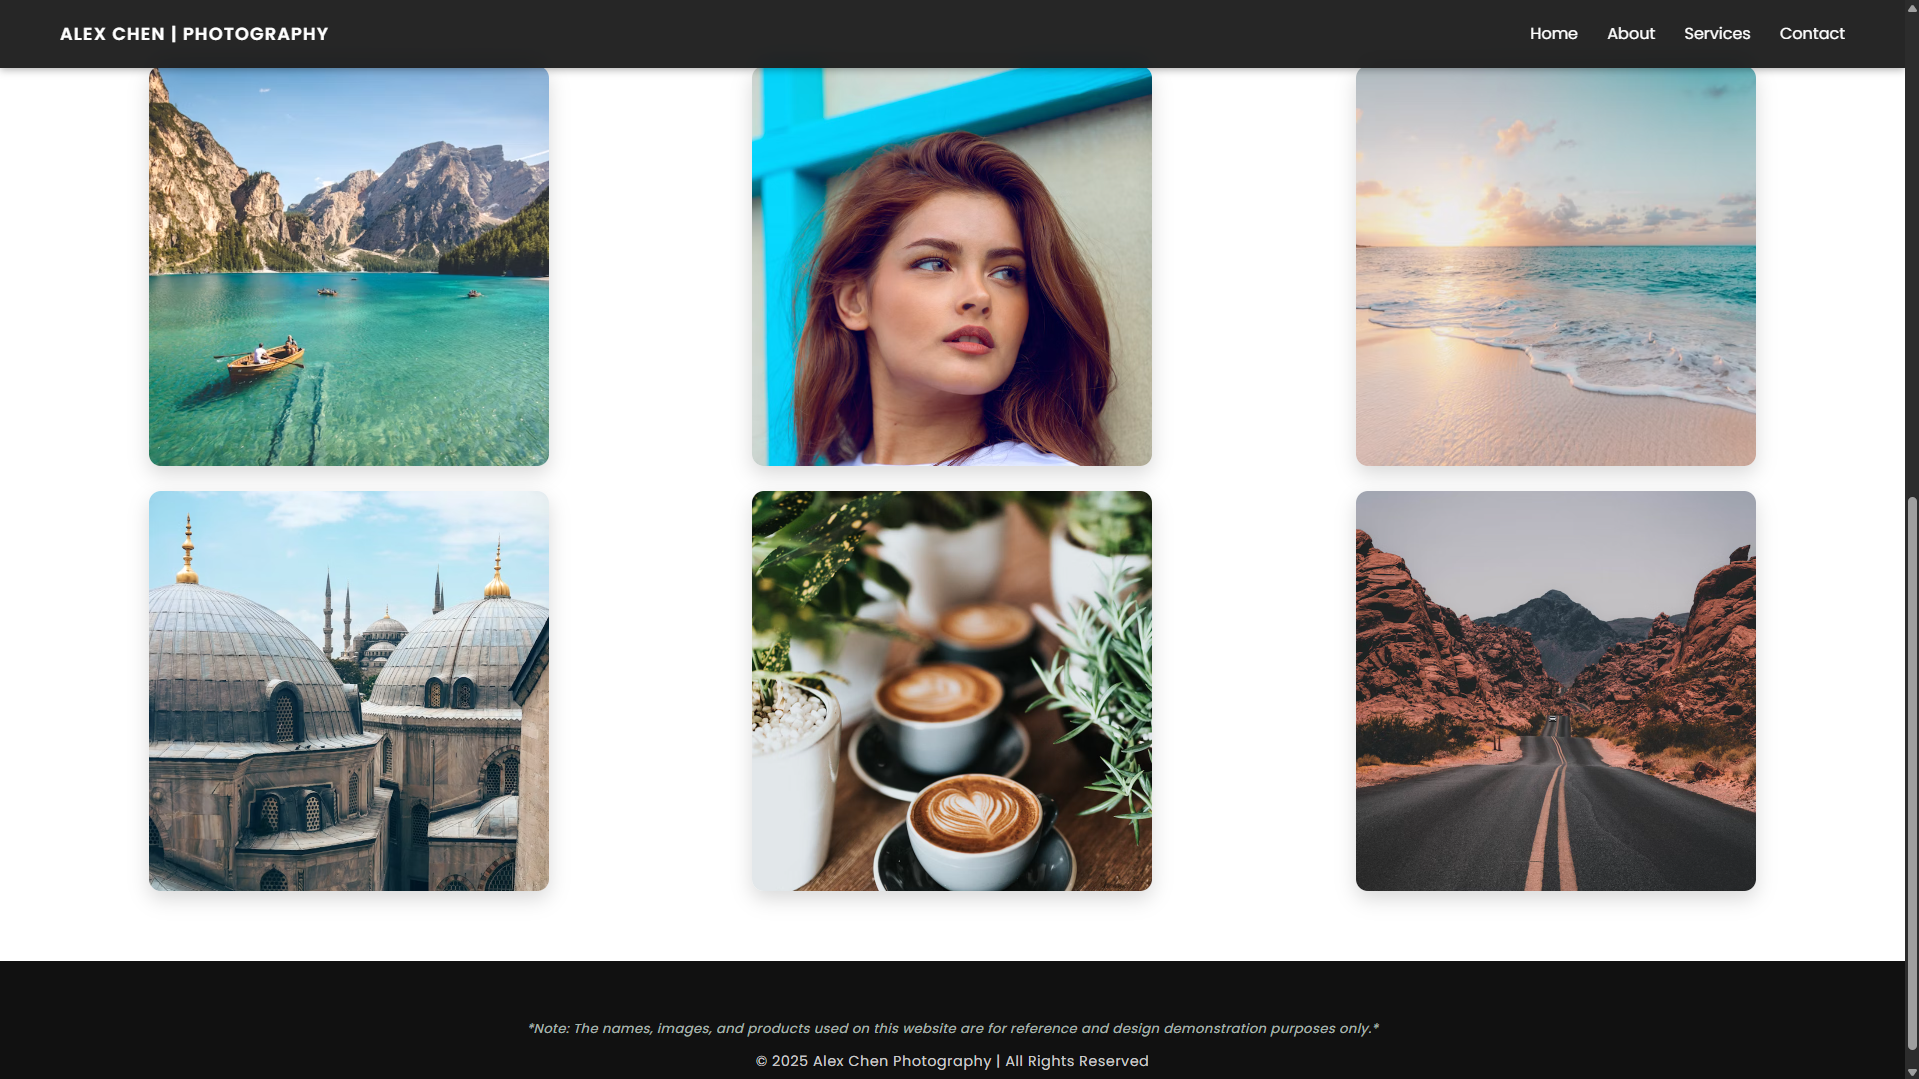 ALEX CHEN | PHOTOGRAPHY
Home About Services Contact
*Note: The names, images, and products used on this website are for reference and design demonstration purposes only.*
© 2025 Alex Chen Photography | All Rights Reserved